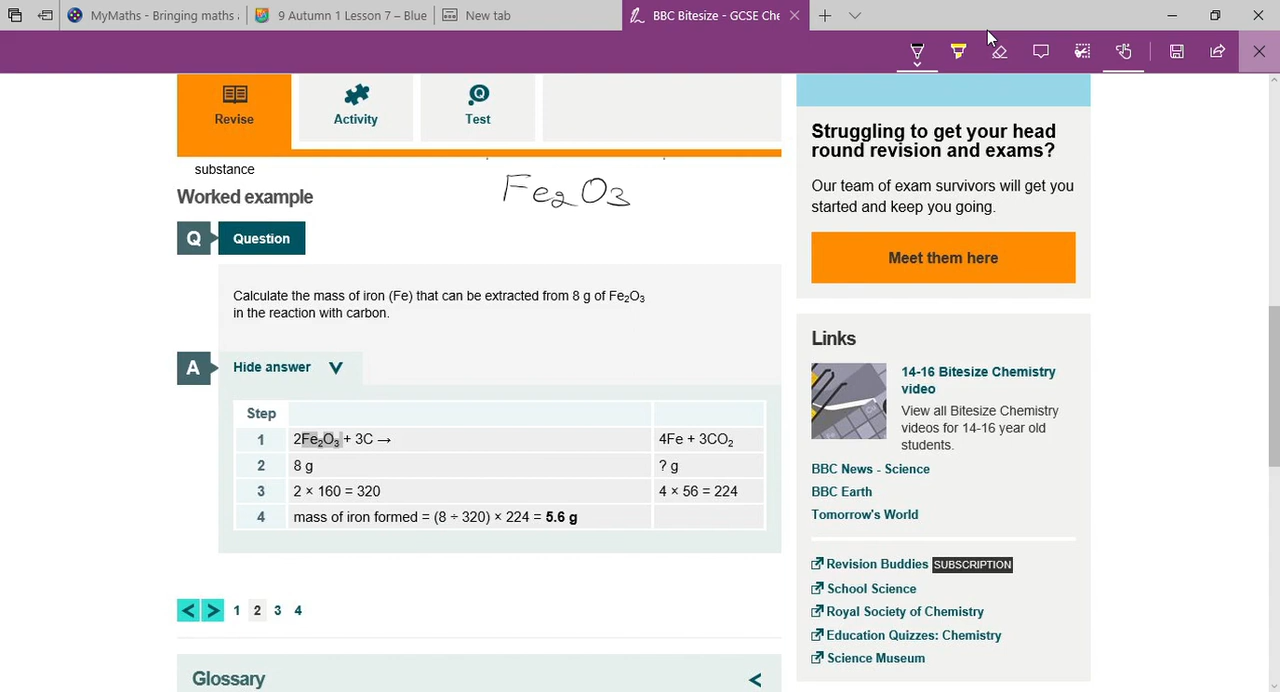 MyMaths - Bringing maths a
9 Autumn 1 Lesson 7 – Blue
New tab
BBC Bitesize - GCSE Che
Revise
Activity
Test
substance
Worked example
Fe2O3
Q
Question
Calculate the mass of iron (Fe) that can be extracted from 8 g of Fe₂O₃
in the reaction with carbon.
A
Hide answer
Step
1 2Fe₂O₃ + 3C → 4Fe + 3CO₂
2 8 g ? g
3 2 × 160 = 320 4 × 56 = 224
4 mass of iron formed = (8 ÷ 320) × 224 = 5.6 g
< > 1 2 3 4
Glossary <
Struggling to get your head
round revision and exams?
Our team of exam survivors will get you
started and keep you going.
Meet them here
Links
14-16 Bitesize Chemistry
video
View all Bitesize Chemistry
videos for 14-16 year old
students.
BBC News - Science
BBC Earth
Tomorrow's World
Revision Buddies SUBSCRIPTION
School Science
Royal Society of Chemistry
Education Quizzes: Chemistry
Science Museum